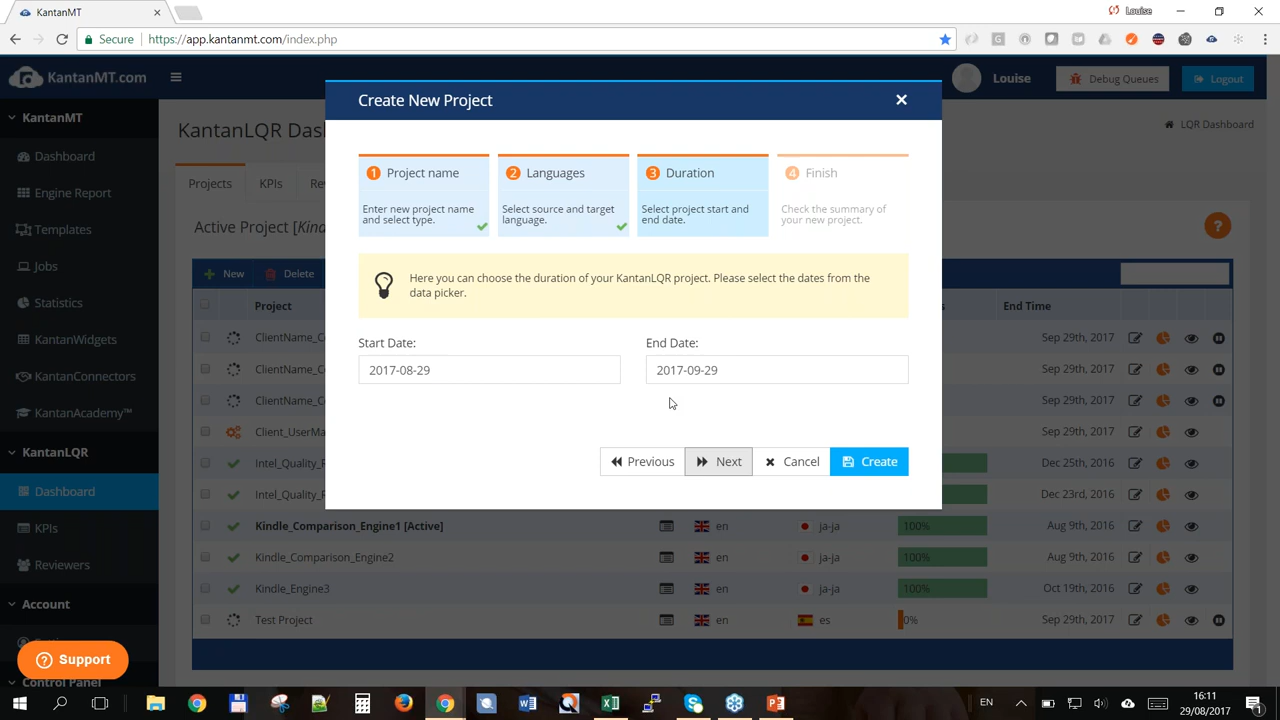 KantanMT
Louise
Secure https://app.kantanmt.com/index.php
KantanMT.com
Louise
Debug Queues
Logout
KantanMT
Dashboard
Engine Report
Templates
Jobs
Statistics
KantanWidgets
KantanConnectors
KantanAcademy™
KantanLQR
Dashboard
KPIs
Reviewers
Account
Control Panel
Support
KantanLQR Das
LQR Dashboard
Projects
KPIs
Re
Active Project [Kind
?
New
Delete
Project
End Time
ClientName_C
Sep 29th, 2017
ClientName_C
Sep 29th, 2017
ClientName_C
Sep 29th, 2017
Client_UserMa
Sep 29th, 2017
Intel_Quality_R
Dec 25th, 2016
Intel_Quality_R
Dec 23rd, 2016
Kindle_Comparison_Engine1 [Active] en ja-ja 100% Aug 9th, 2016
Kindle_Comparison_Engine2 en ja-ja 100% Aug 9th, 2016
Kindle_Engine3 en ja-ja 100% Oct 19th, 2016
Test Project en es 0% Sep 29th, 2017
Create New Project
1 Project name
Enter new project name
and select type.
2 Languages
Select source and target
language.
3 Duration
Select project start and
end date.
4 Finish
Check the summary of
your new project.
Here you can choose the duration of your KantanLQR project. Please select the dates from the
data picker.
Start Date:
2017-08-29
End Date:
2017-09-29
Previous
Next
Cancel
Create
EN
16:11
29/08/2017